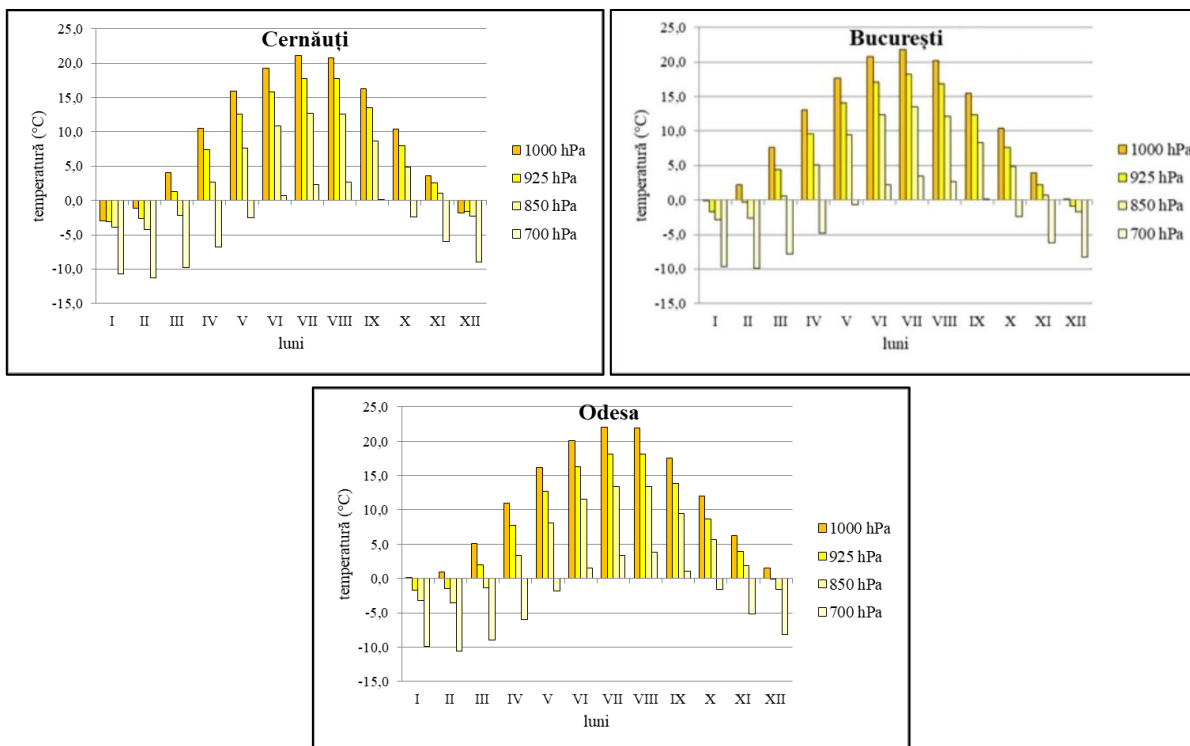 Cernăuți
25,0
20,0
15,0
10,0
5,0
0,0
-5,0
-10,0
-15,0
temperatură (°C)
I II III IV V VI VII VIII IX X XI XII
luni
1000 hPa
925 hPa
850 hPa
700 hPa
București
25,0
20,0
15,0
10,0
5,0
0,0
-5,0
-10,0
-15,0
temperatură (°C)
I II III IV V VI VII VIII IX X XI XII
luni
1000 hPa
925 hPa
850 hPa
700 hPa
Odesa
25,0
20,0
15,0
10,0
5,0
0,0
-5,0
-10,0
-15,0
temperatură (°C)
I II III IV V VI VII VIII IX X XI XII
luni
1000 hPa
925 hPa
850 hPa
700 hPa